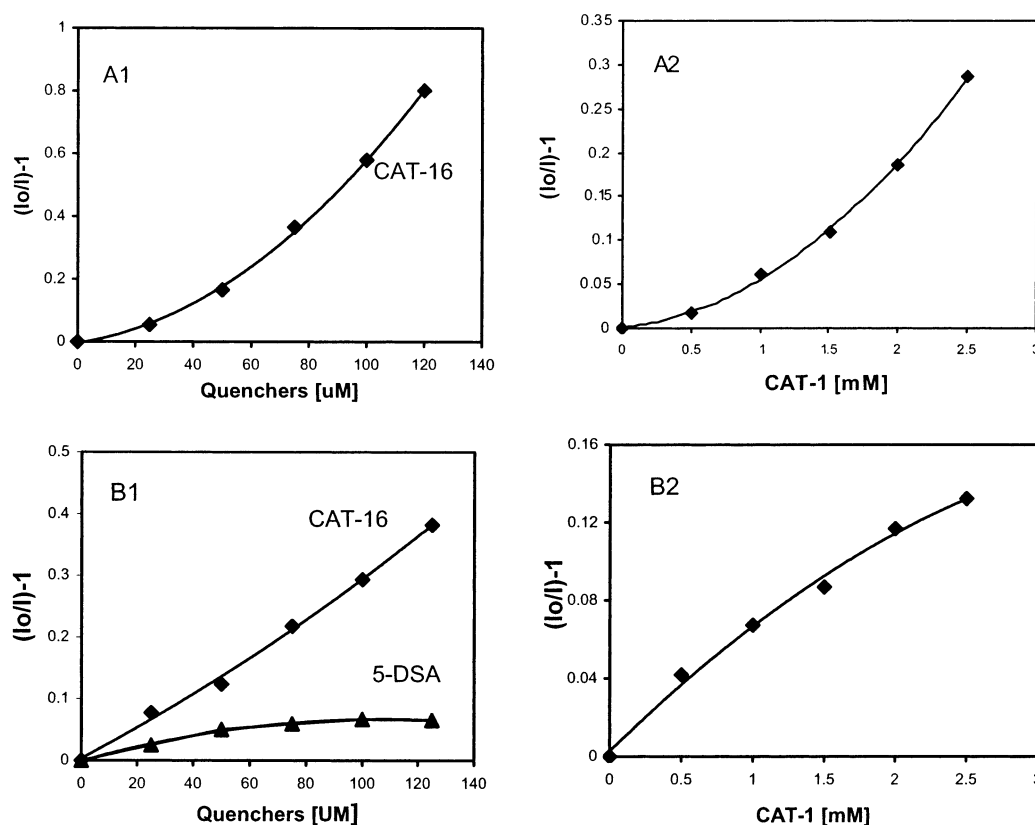 A1
(Io/I)-1
1
0.8
0.6
0.4
0.2
0
CAT-16
0 20 40 60 80 100 120 140
Quenchers [uM]
A2
(Io/I)-1
0.35
0.3
0.25
0.2
0.15
0.1
0.05
0
0 0.5 1 1.5 2 2.5 3
CAT-1 [mM]
B1
(Io/I)-1
0.5
0.4
0.3
0.2
0.1
0
CAT-16
5-DSA
0 20 40 60 80 100 120 140
Quenchers [UM]
B2
(Io/I)-1
0.16
0.12
0.08
0.04
0
0 0.5 1 1.5 2 2.5 3
CAT-1 [mM]